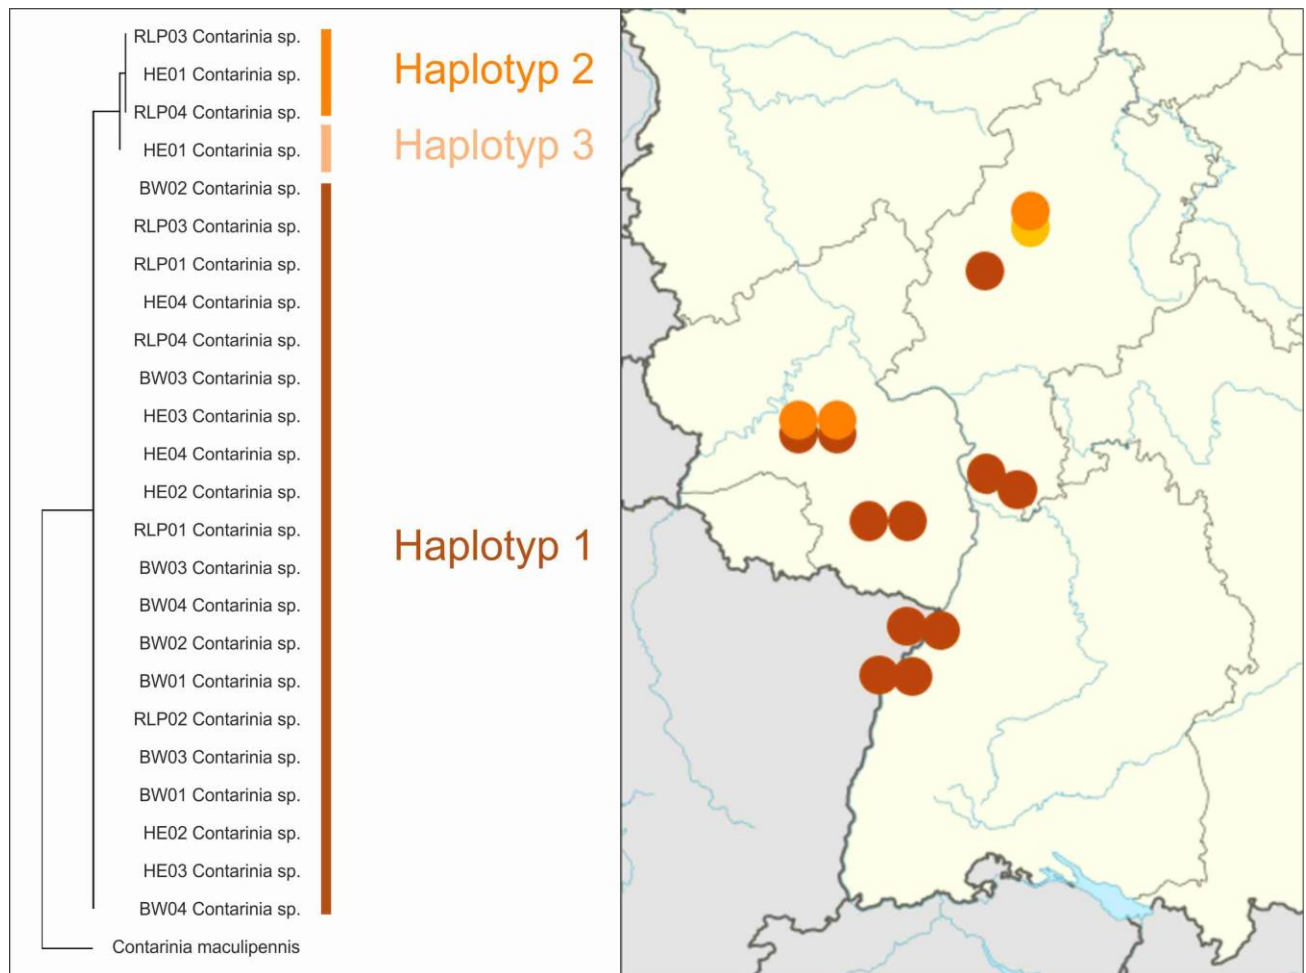 RLP03 Contarinia sp.
HE01 Contarinia sp.
RLP04 Contarinia sp.
HE01 Contarinia sp.
BW02 Contarinia sp.
RLP03 Contarinia sp.
RLP01 Contarinia sp.
HE04 Contarinia sp.
RLP04 Contarinia sp.
BW03 Contarinia sp.
HE03 Contarinia sp.
HE04 Contarinia sp.
HE02 Contarinia sp.
RLP01 Contarinia sp.
BW03 Contarinia sp.
BW04 Contarinia sp.
BW02 Contarinia sp.
BW01 Contarinia sp.
RLP02 Contarinia sp.
BW03 Contarinia sp.
BW01 Contarinia sp.
HE02 Contarinia sp.
HE03 Contarinia sp.
BW04 Contarinia sp.
Contarinia maculipennis
Haplotyp 2
Haplotyp 3
Haplotyp 1